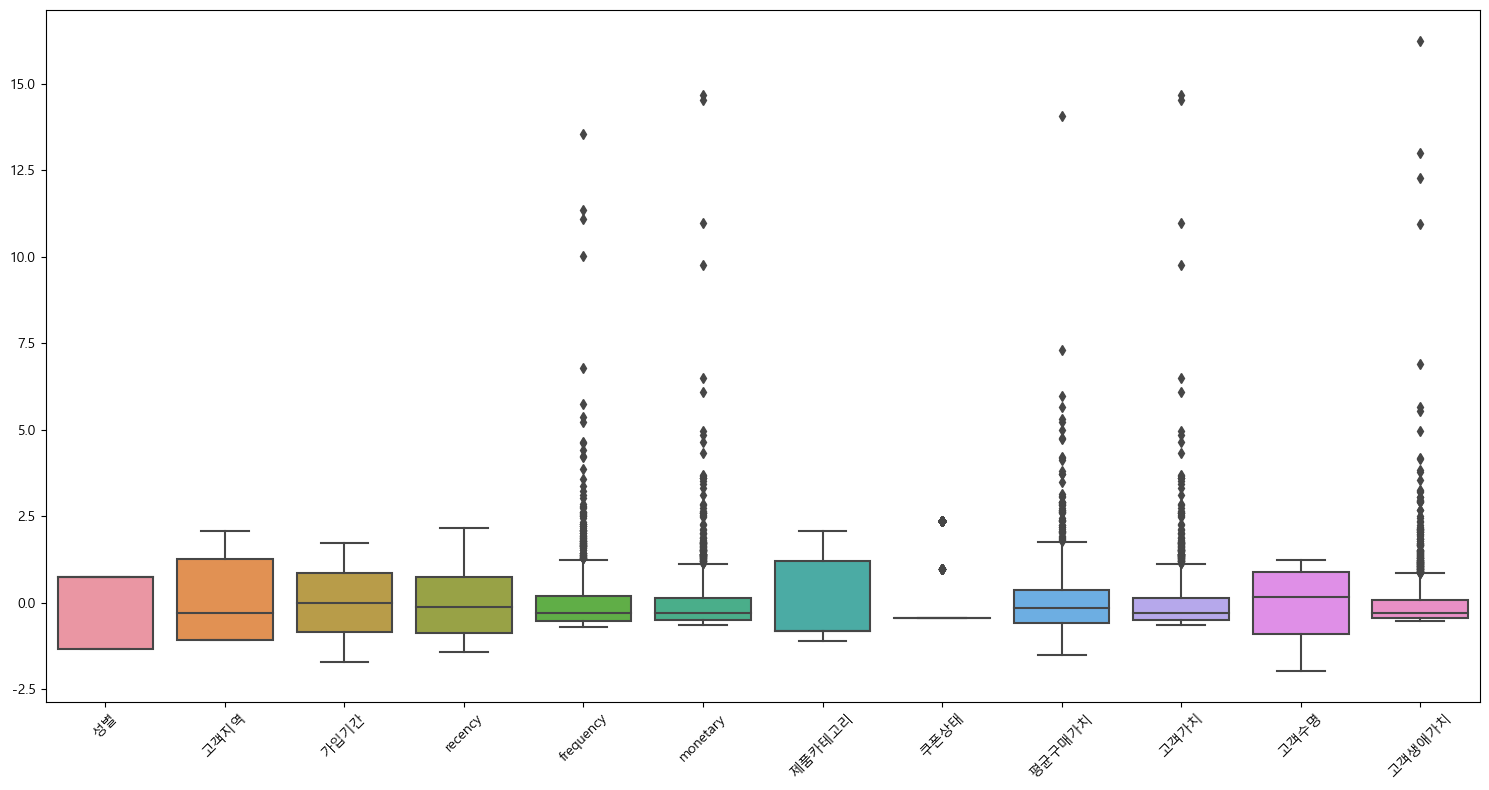 15.0
12.5
10.0
7.5
5.0
2.5
0.0
-2.5
성별
고객지역
가입기간
recency
frequency
monetary
제품카테고리
쿠폰상태
평균구매가치
고객가치
고객수명
고객생애가치